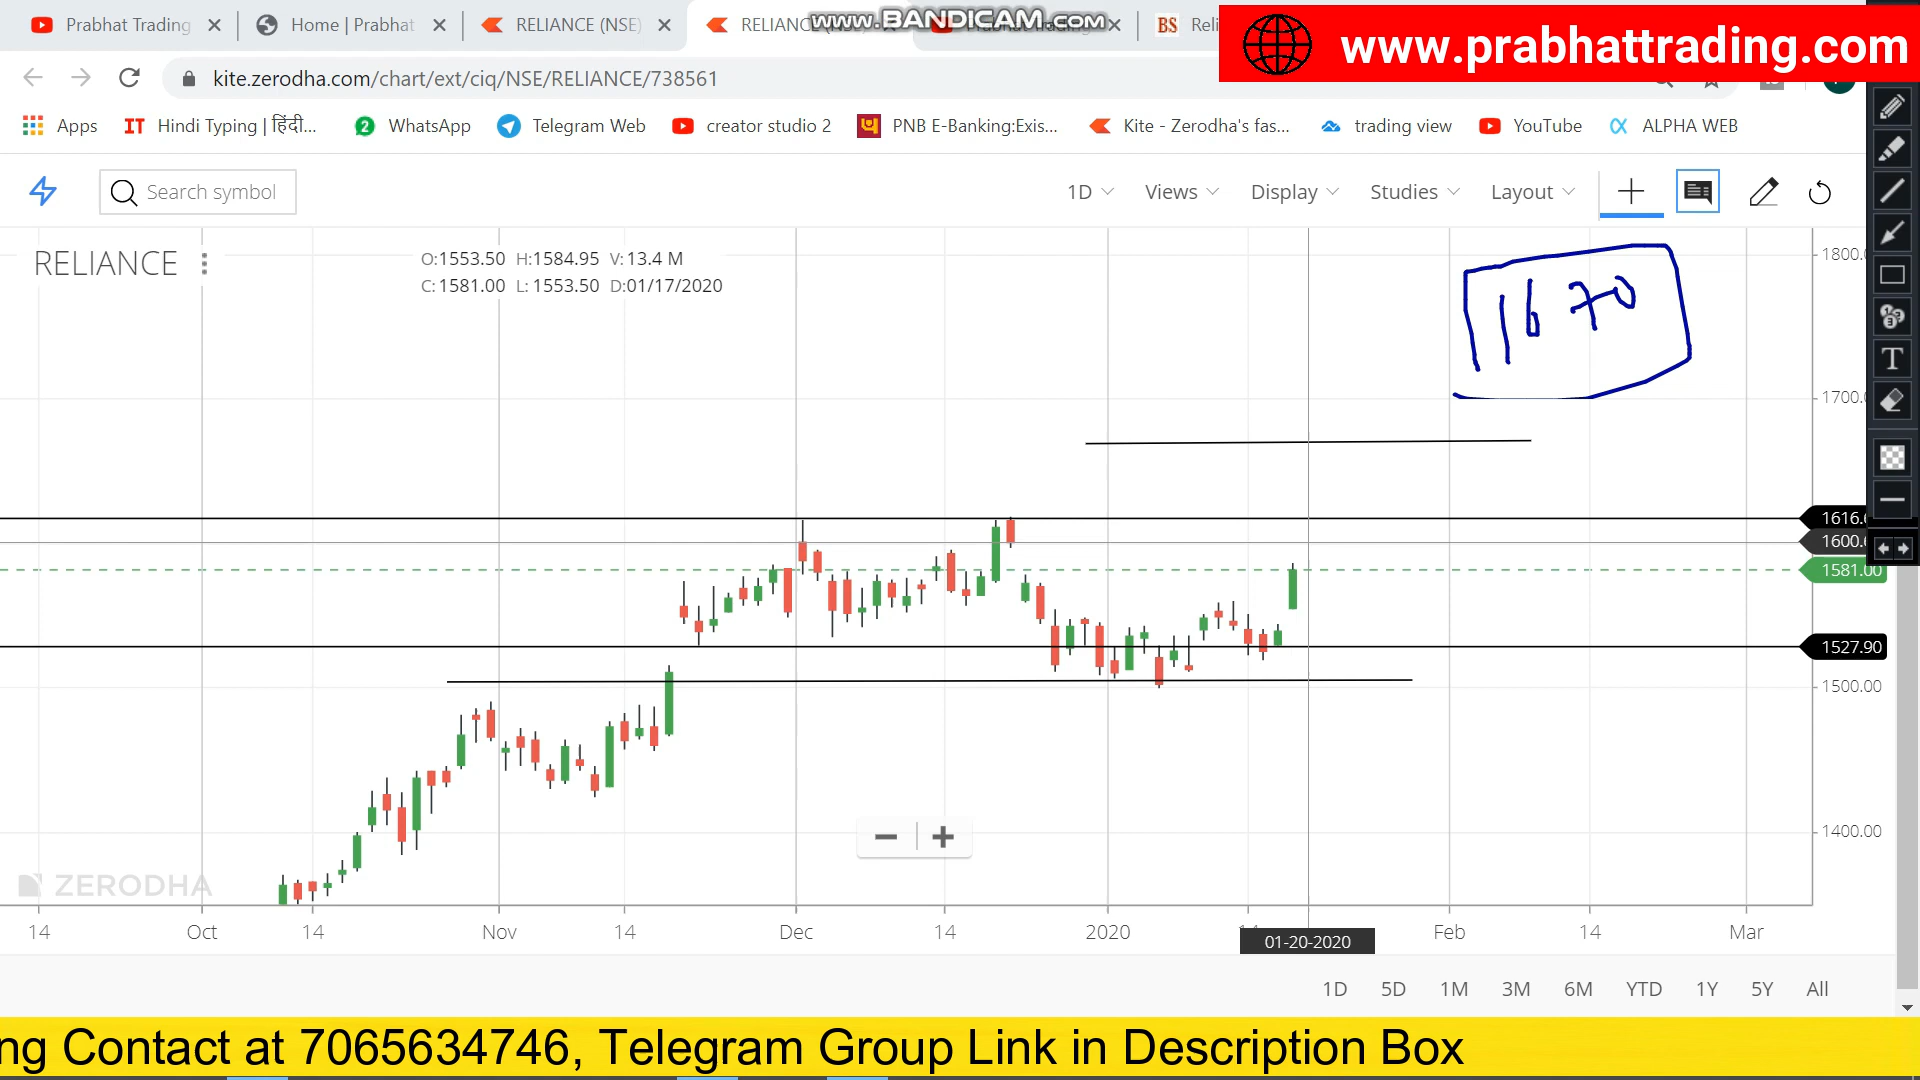 Prabhat Trading
Home | Prabhat
RELIANCE (NSE)
www.BANDICAM.com
BS
www.prabhattrading.com
kite.zerodha.com/chart/ext/ciq/NSE/RELIANCE/738561
Apps
IT
Hindi Typing | हिंदी...
2
WhatsApp
Telegram Web
creator studio 2
PNB E-Banking:Exis...
Kite - Zerodha's fas...
trading view
YouTube
ALPHA WEB
Search symbol
1D
Views
Display
Studies
Layout
RELIANCE
O:1553.50 H:1584.95 V:13.4 M
C:1581.00 L:1553.50 D:01/17/2020
1670
1800.
1700.
1616.
1600.
1581.00
1527.90
1500.00
1400.00
ZERODHA
14 Oct 14 Nov 14 Dec 14 2020 Feb 14 Mar
01-20-2020
1D 5D 1M 3M 6M YTD 1Y 5Y All
ng Contact at 7065634746, Telegram Group Link in Description Box